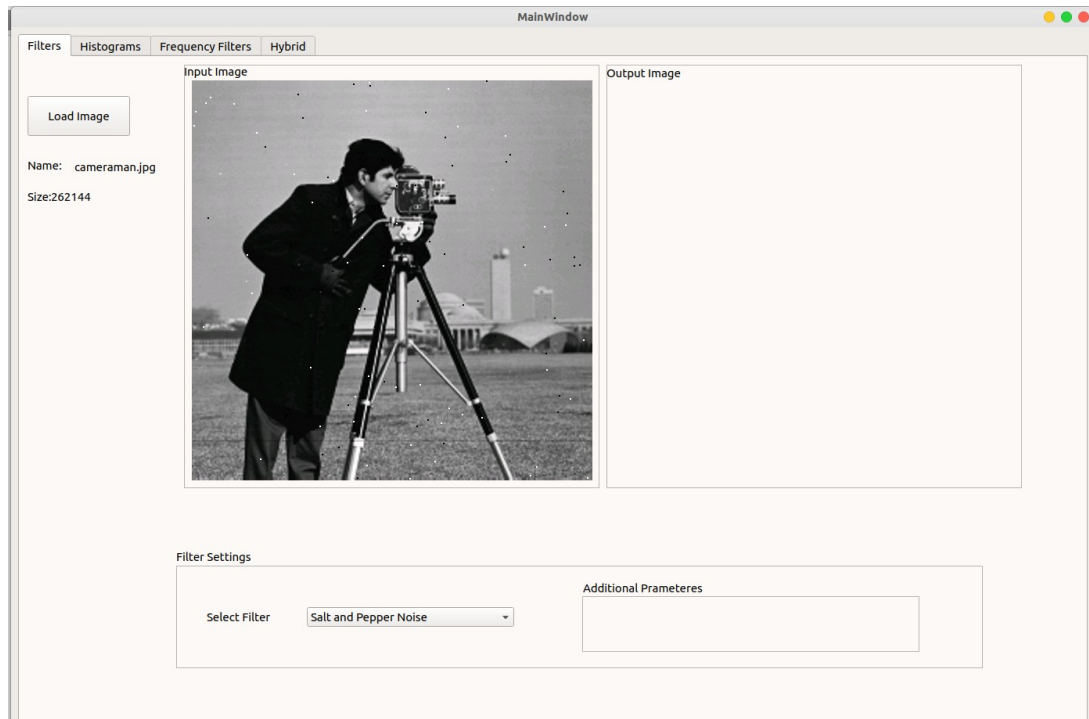 MainWindow
Filters Histograms Frequency Filters Hybrid
Input Image
Output Image
Load Image
Name: cameraman.jpg
Size:262144
Filter Settings
Additional Prameteres
Select Filter Salt and Pepper Noise